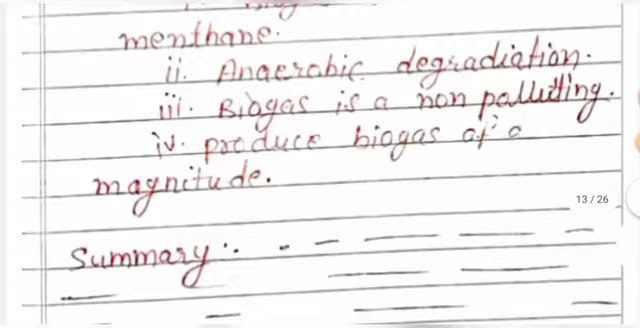 menthane.
ii. Anaerobic degradiation.
iii. Biogas is a non palluting.
iv. produce biogas of a
magnitude.
13 / 26
Summary :.